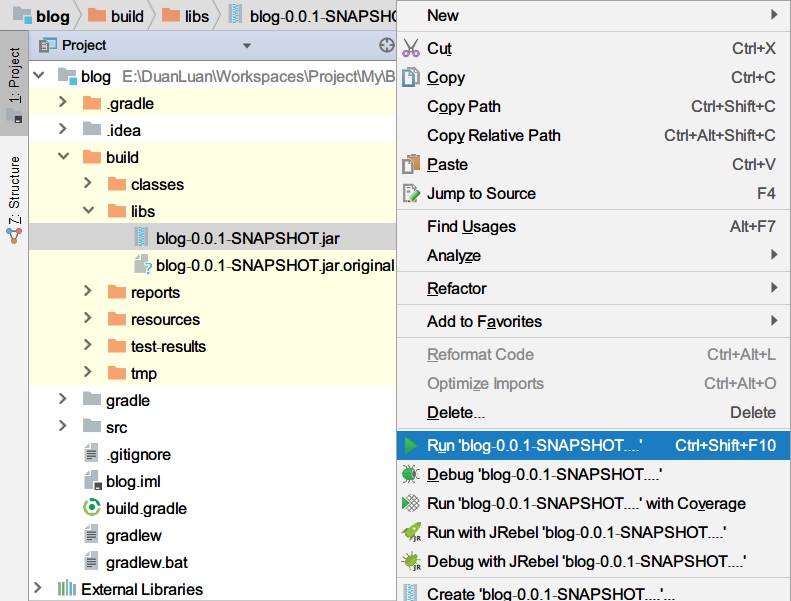 blog build libs blog-0.0.1-SNAPSHO
1: Project
7: Structure
Project
blog E:\DuanLuan\Workspaces\Project\My\B
.gradle
.idea
build
classes
libs
blog-0.0.1-SNAPSHOT.jar
blog-0.0.1-SNAPSHOT.jar.original
reports
resources
test-results
tmp
gradle
src
.gitignore
blog.iml
build.gradle
gradlew
gradlew.bat
External Libraries
New
Cut Ctrl+X
Copy Ctrl+C
Copy Path Ctrl+Shift+C
Copy Relative Path Ctrl+Alt+Shift+C
Paste Ctrl+V
Jump to Source F4
Find Usages Alt+F7
Analyze
Refactor
Add to Favorites
Reformat Code Ctrl+Alt+L
Optimize Imports Ctrl+Alt+O
Delete... Delete
Run 'blog-0.0.1-SNAPSHOT....' Ctrl+Shift+F10
Debug 'blog-0.0.1-SNAPSHOT....'
Run 'blog-0.0.1-SNAPSHOT....' with Coverage
Run with JRebel 'blog-0.0.1-SNAPSHOT....'
Debug with JRebel 'blog-0.0.1-SNAPSHOT....'
Create 'blog-0.0.1-SNAPSHOT....'...